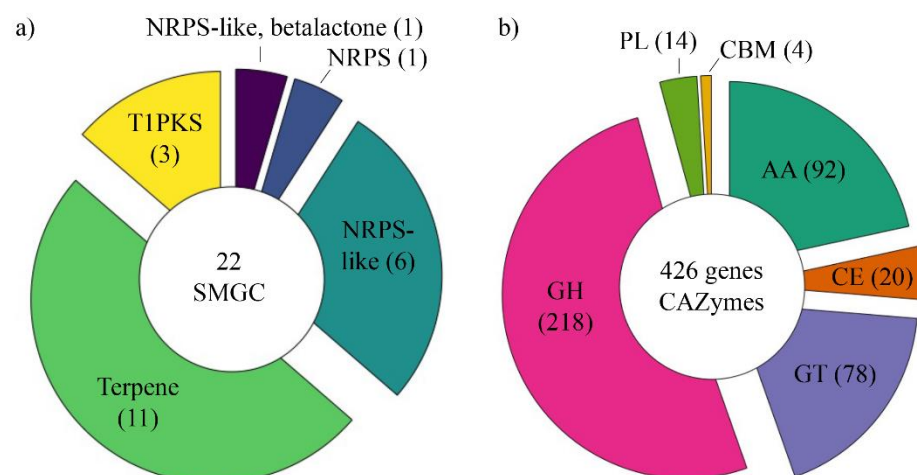 a)
NRPS-like, betalactone (1)
NRPS (1)
T1PKS
(3)
NRPS-
like (6)
22
SMGC
Terpene
(11)
b)
PL (14)
CBM (4)
AA (92)
CE (20)
GH
(218)
426 genes
CAZymes
GT (78)